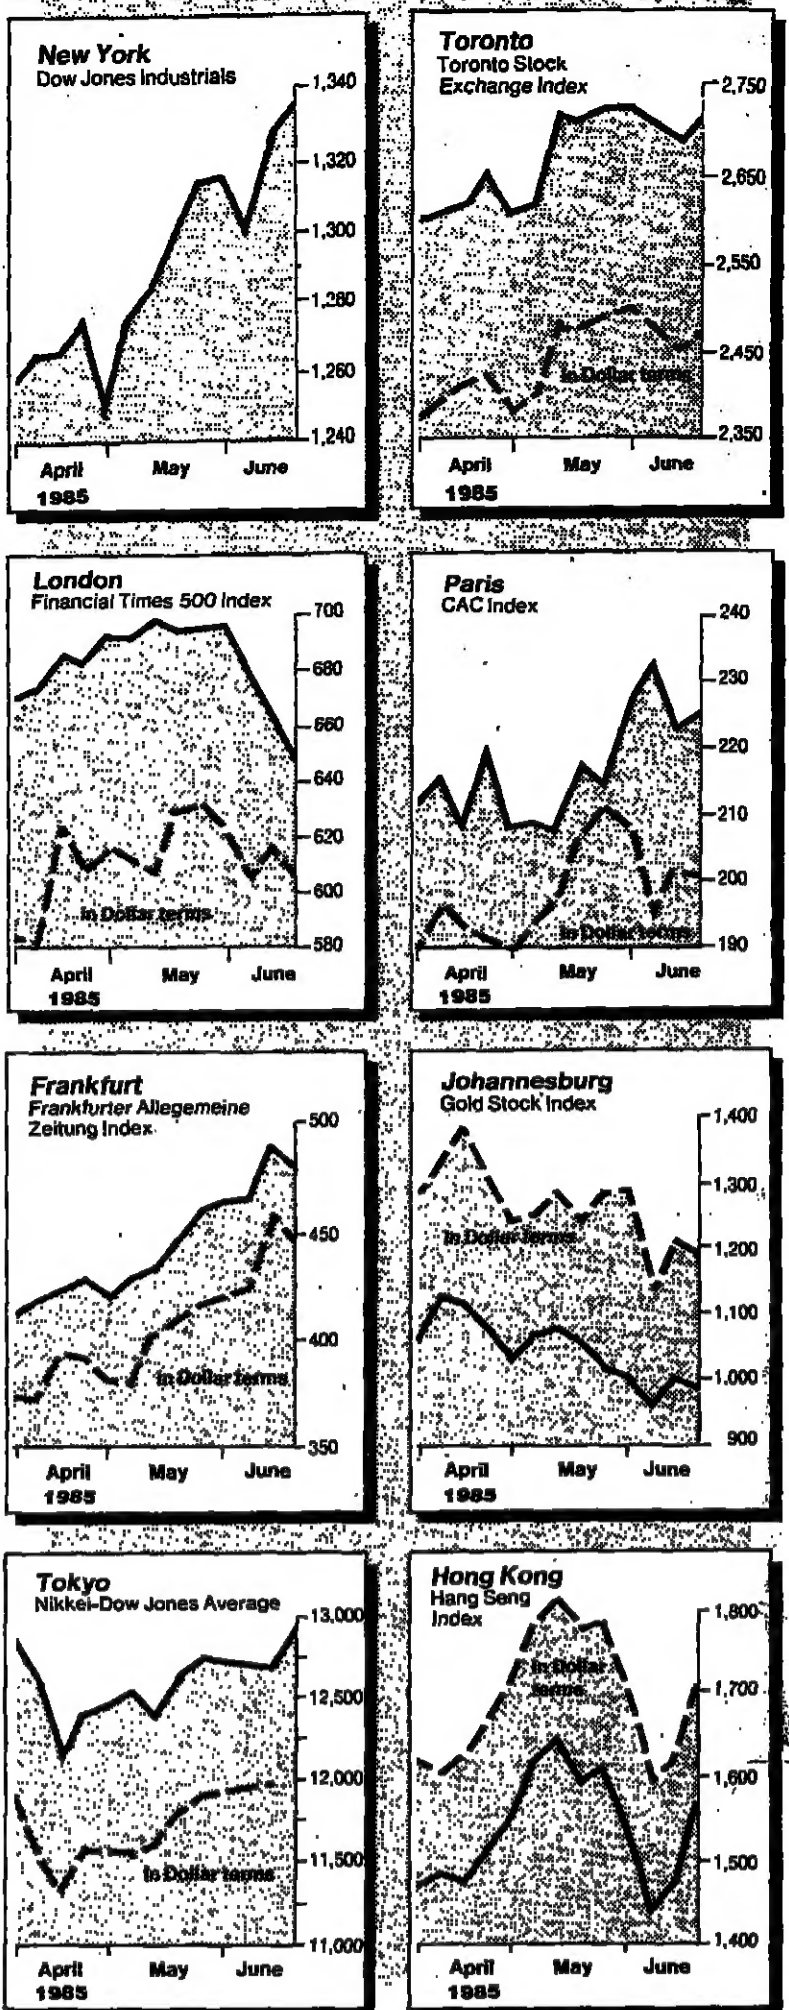 New York
Dow Jones Industrials
1,340
1,320
1,300
1,280
1,260
1,240
April May June
1985
Toronto
Toronto Stock
Exchange Index
2,750
2,650
2,550
2,450
In Dollar terms
2,350
April May June
1985
London
Financial Times 500 Index
700
680
660
640
620
600
In Dollar terms
580
April May June
1985
Paris
CAC Index
240
230
220
210
200
In Dollar terms
190
April May June
1985
Frankfurt
Frankfurter Allegemeine
Zeitung Index
500
450
400
In Dollar terms
350
April May June
1985
Johannesburg
Gold Stock Index
1,400
1,300
In Dollar terms
1,200
1,100
1,000
900
April May June
1985
Tokyo
Nikkei-Dow Jones Average
13,000
12,500
12,000
11,500
In Dollar terms
11,000
April May June
1985
Hong Kong
Hang Seng
Index
1,800
In Dollar
terms
1,700
1,600
1,500
1,400
April May June
1985